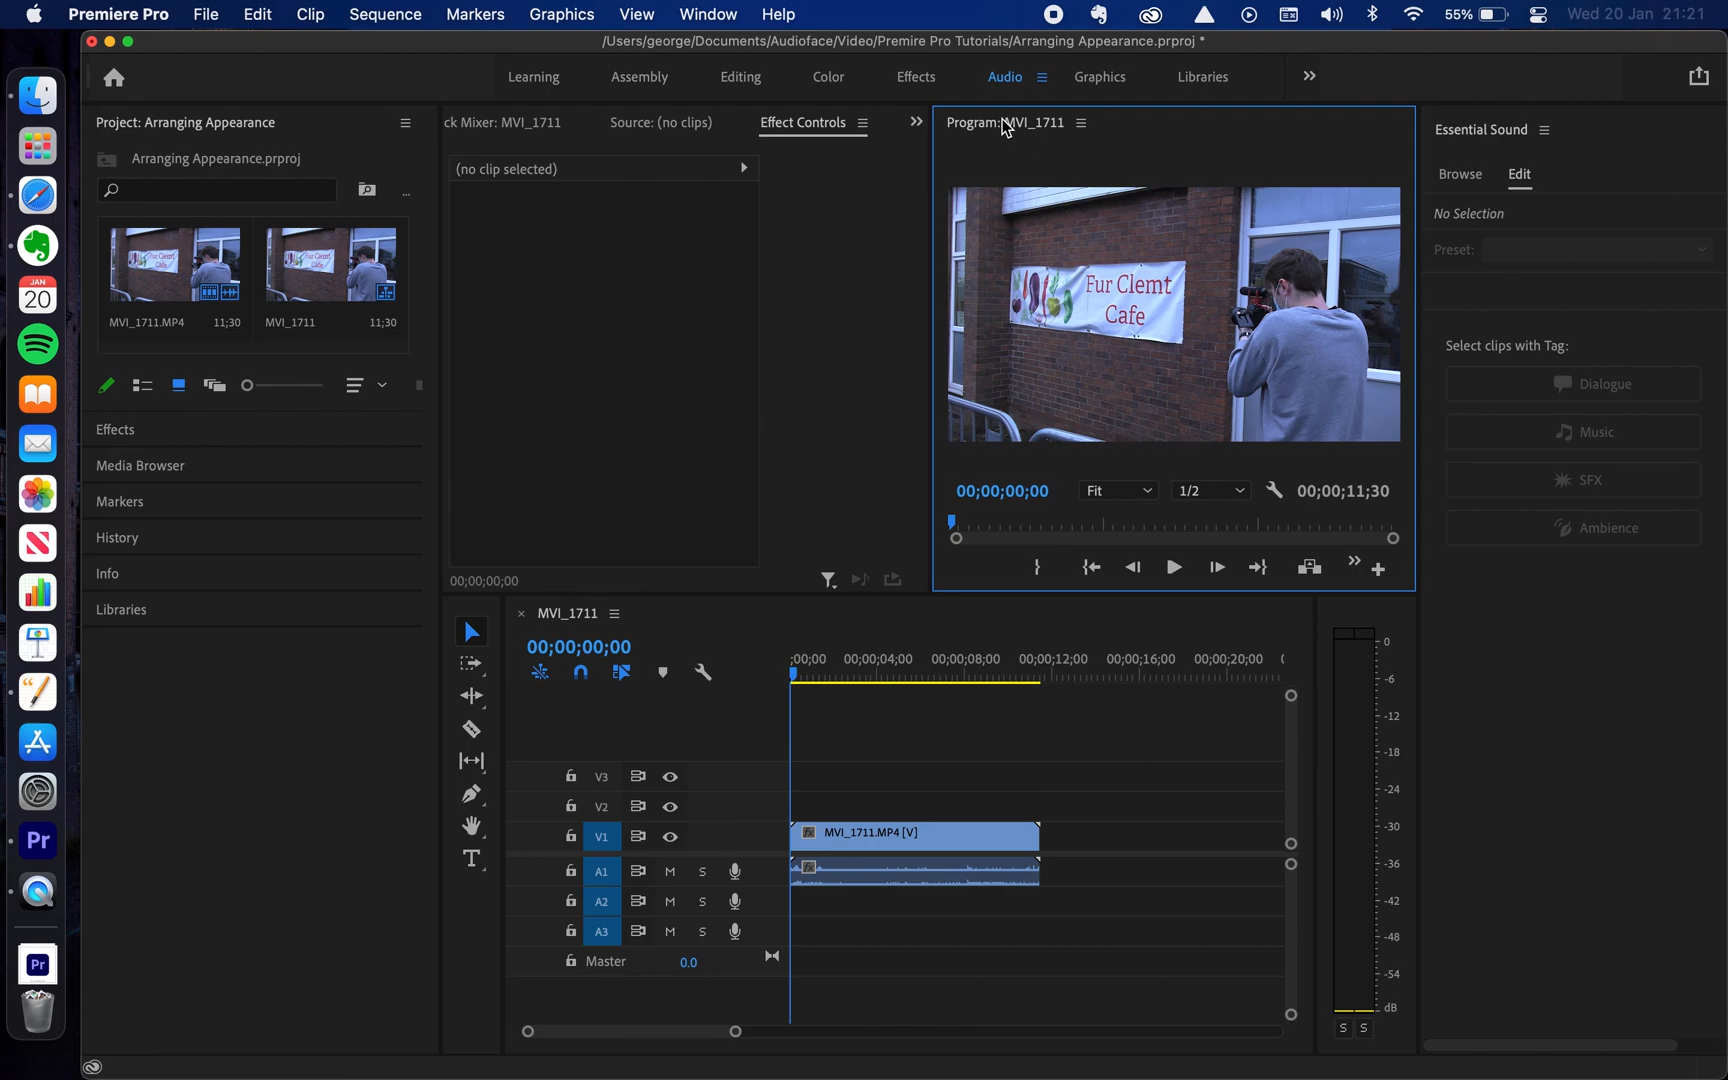 Premiere Pro File Edit Clip Sequence Markers Graphics View Window Help 55% Wed 20 Jan 21:21
/Users/george/Documents/Audioface/Video/Premire Pro Tutorials/Arranging Appearance.prproj *
Learning Assembly Editing Color Effects Audio Graphics Libraries
Project: Arranging Appearance
Arranging Appearance.prproj
MVI_1711.MP4 11;30 MVI_1711 11;30
Effects
Media Browser
Markers
History
Info
Libraries
ck Mixer: MVI_1711 Source: (no clips) Effect Controls
(no clip selected)
00;00;00;00
Program: MVI_1711
Fur Clemt
Cafe
00;00;00;00 Fit 1/2 00;00;11;30
Essential Sound
Browse Edit
No Selection
Preset:
Select clips with Tag:
Dialogue
Music
SFX
Ambience
× MVI_1711
00;00;00;00
;00;00 00;00;04;00 00;00;08;00 00;00;12;00 00;00;16;00 00;00;20;00
V3
V2
V1 MVI_1711.MP4 [V]
A1 M S
A2 M S
A3 M S
Master 0.0
0
-6
-12
-18
-24
-30
-36
-42
-48
-54
dB
S S
JAN
20
Pr
Pr